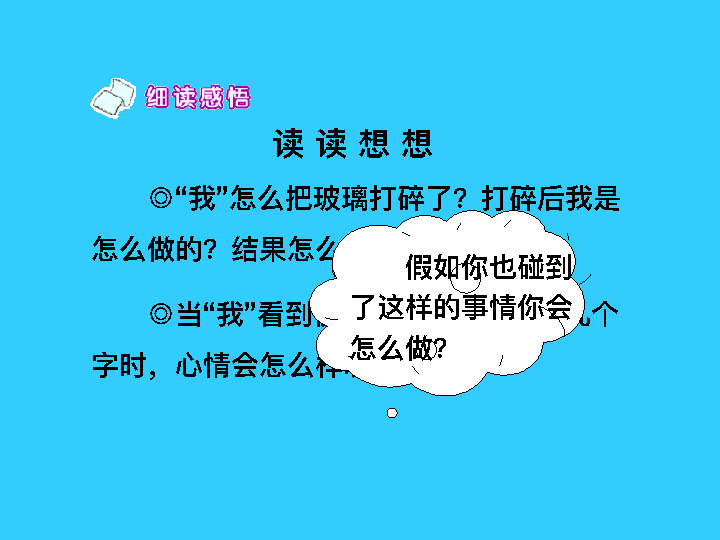 细读感悟
读读想想
◎“我”怎么把玻璃打碎了？打碎后我是
怎么做的？结果怎么
◎当“我”看到 个
字时，心情会怎么样
假如你也碰到
了这样的事情你会
怎么做？